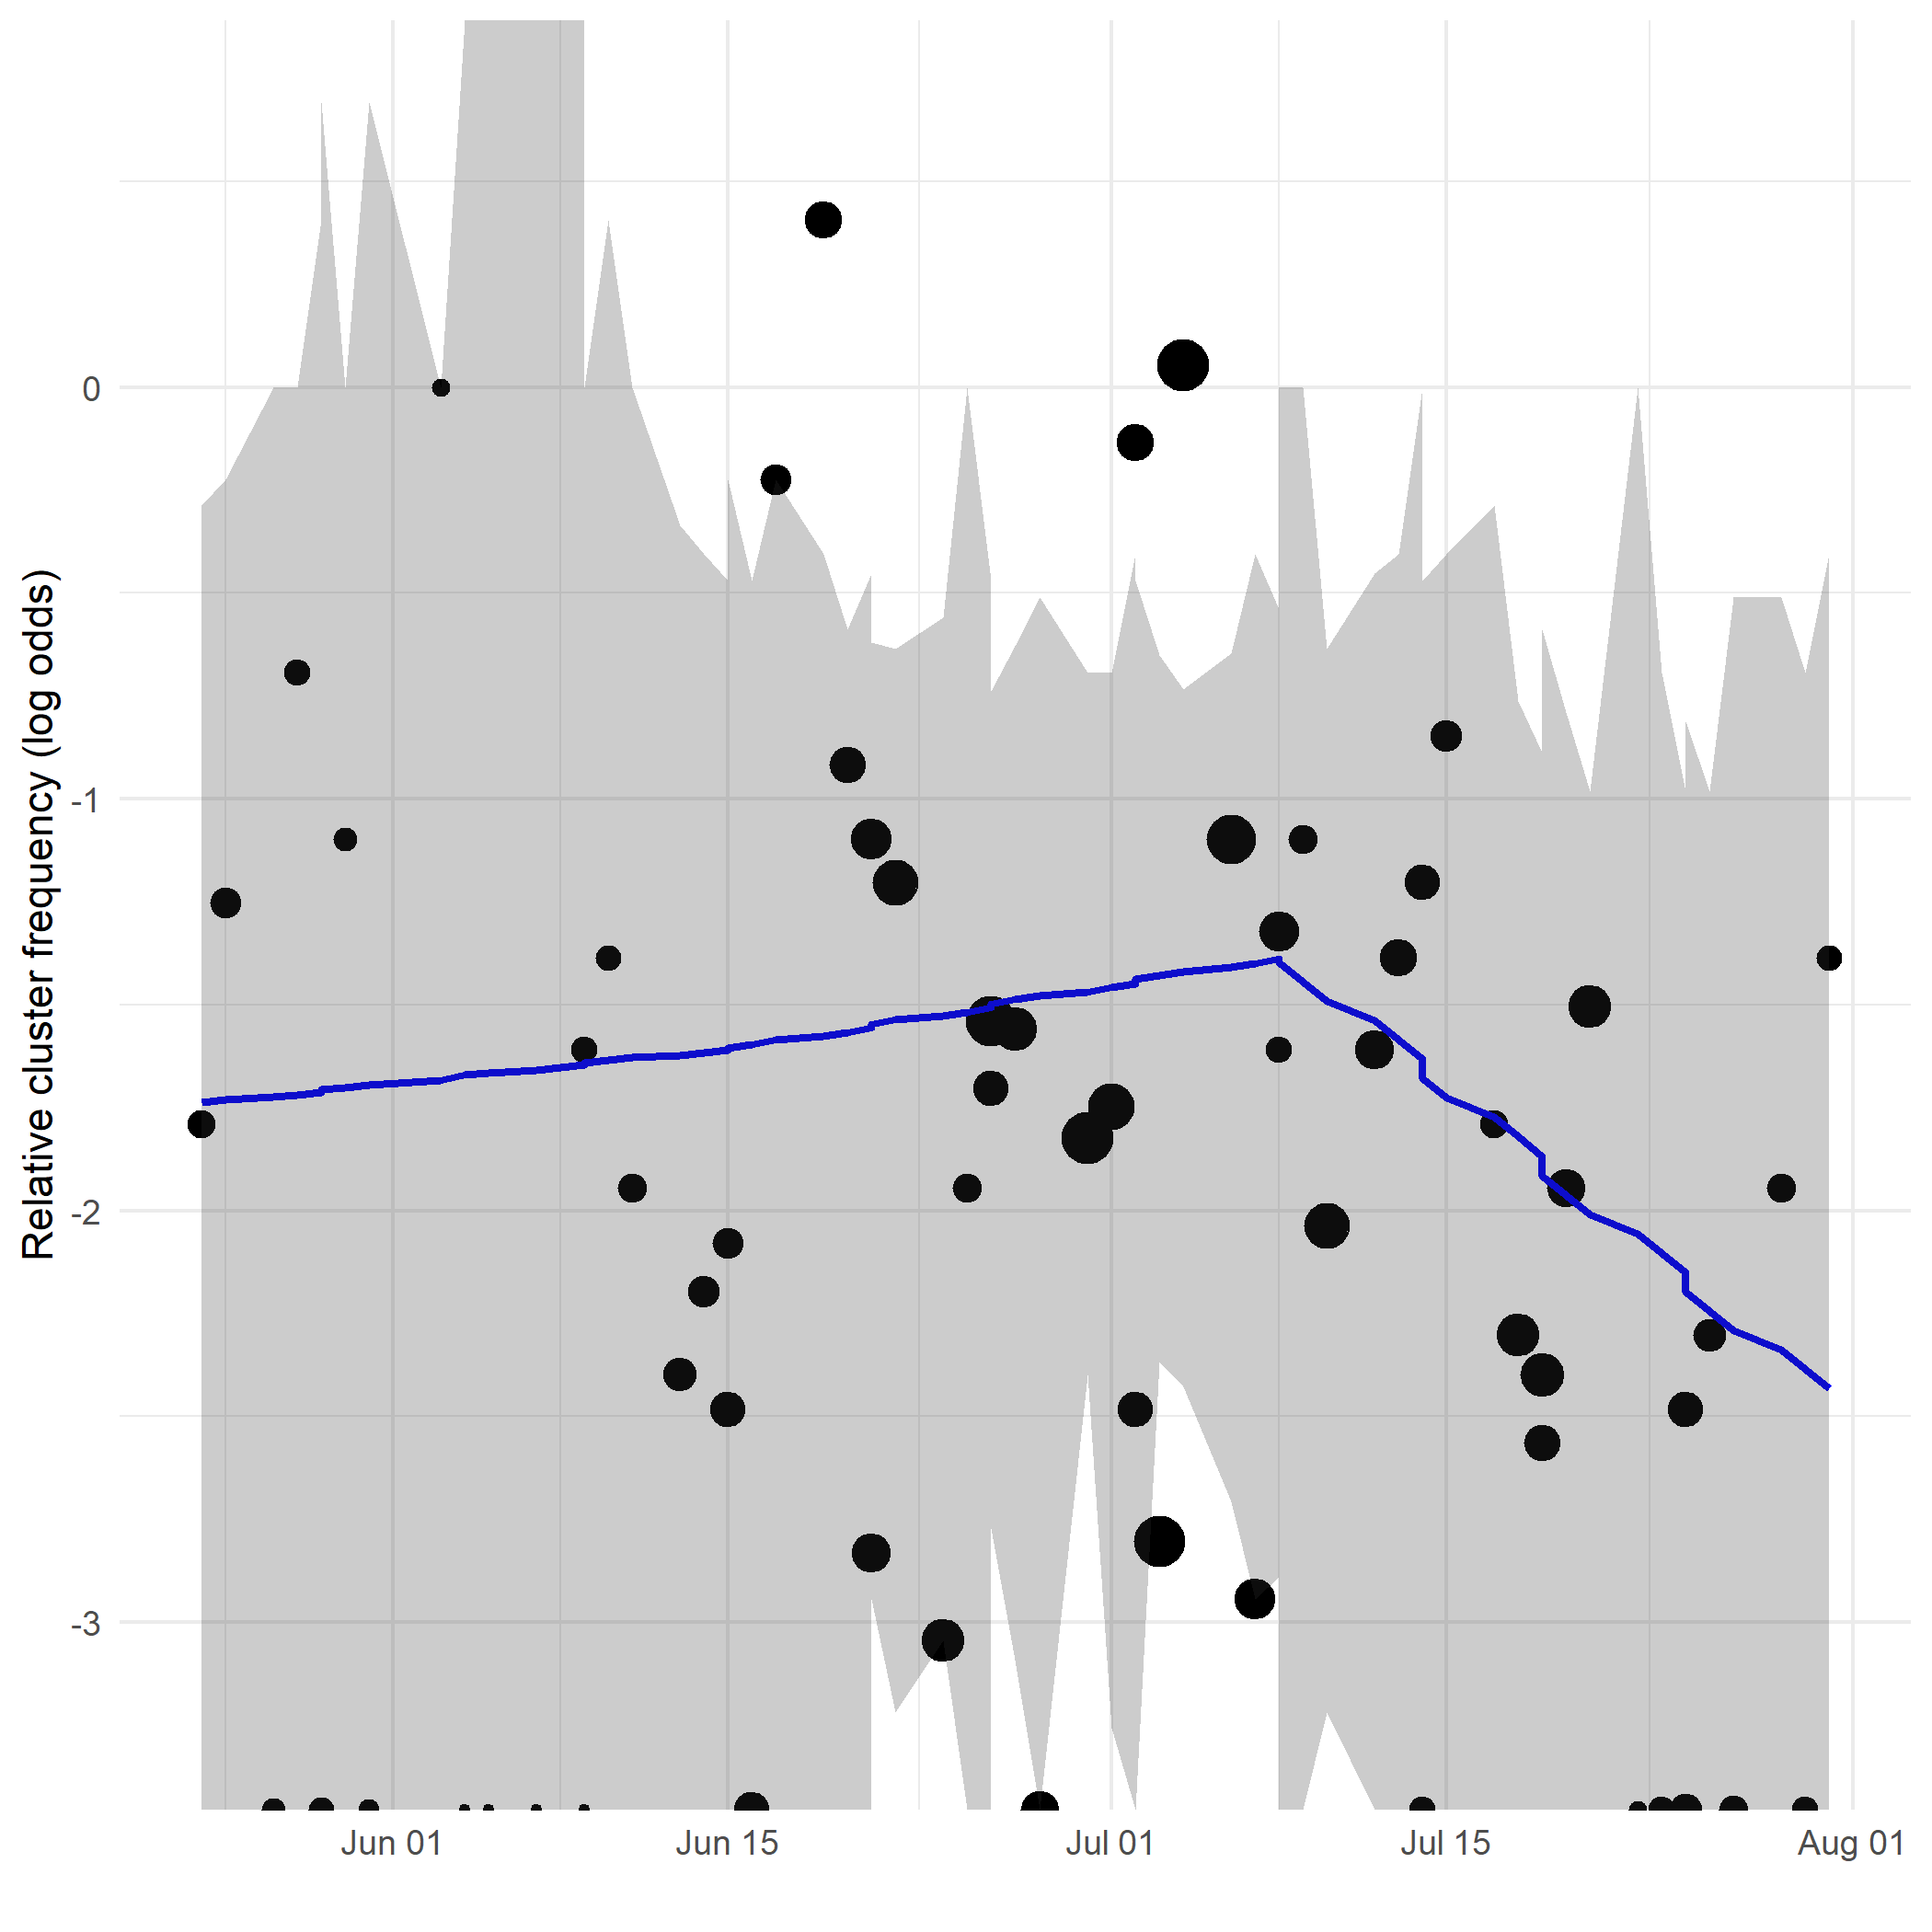 Relative cluster frequency (log odds)
0
-1
-2
-3
Jun 01
Jun 15
Jul 01
Jul 15
Aug 01